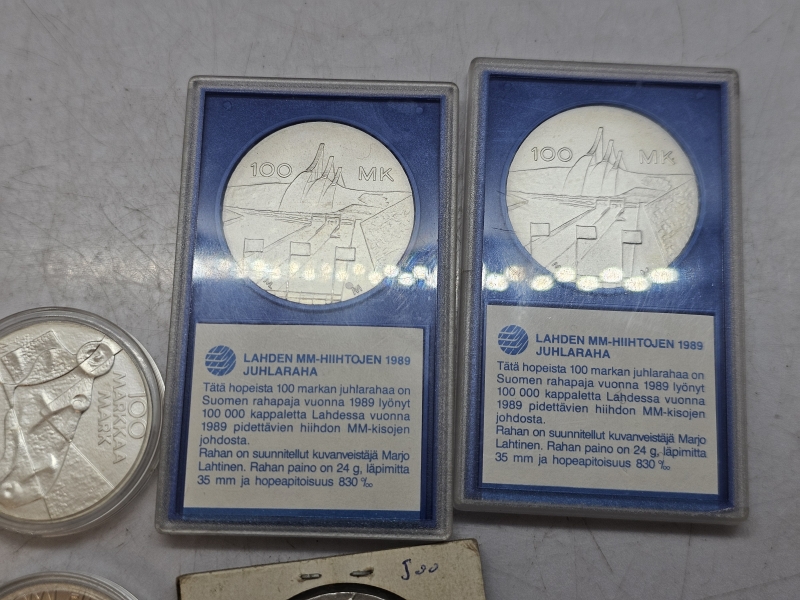 100 MK
LAHDEN MM-HIIHTOJEN 1989
JUHLARAHA
Tätä hopeista 100 markan juhlarahaa on
Suomen rahapaja vuonna 1989 lyönyt
100 000 kappaletta Lahdessa vuonna
1989 pidettävien hiihdon MM-kisojen
johdosta.
Rahan on suunnitellut kuvanveistäjä Marjo
Lahtinen. Rahan paino on 24 g, läpimitta
35 mm ja hopeapitoisuus 830 ‰
100 MK
LAHDEN MM-HIIHTOJEN 1989
JUHLARAHA
Tätä hopeista 100 markan juhlarahaa on
Suomen rahapaja vuonna 1989 lyönyt
100 000 kappaletta Lahdessa vuonna
1989 pidettävien hiihdon MM-kisojen
johdosta.
Rahan on suunnitellut kuvanveistäjä Marjo
Lahtinen. Rahan paino on 24 g, läpimitta
35 mm ja hopeapitoisuus 830 ‰
100
MARKKAA
MARK
500